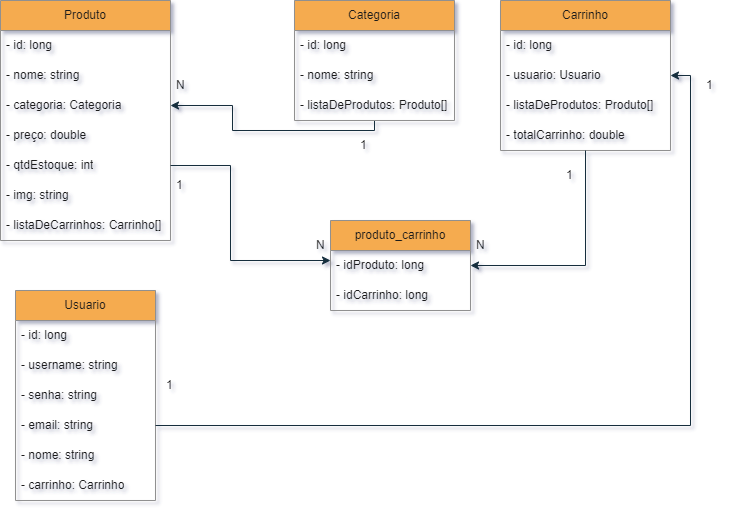 Produto
- id: long
- nome: string
- categoria: Categoria
- preço: double
- qtdEstoque: int
- img: string
- listaDeCarrinhos: Carrinho[]
Categoria
- id: long
- nome: string
- listaDeProdutos: Produto[]
Carrinho
- id: long
- usuario: Usuario
- listaDeProdutos: Produto[]
- totalCarrinho: double
N
1
1
1
1
N
N
produto_carrinho
- idProduto: long
- idCarrinho: long
Usuario
- id: long
- username: string
- senha: string
- email: string
- nome: string
- carrinho: Carrinho
1